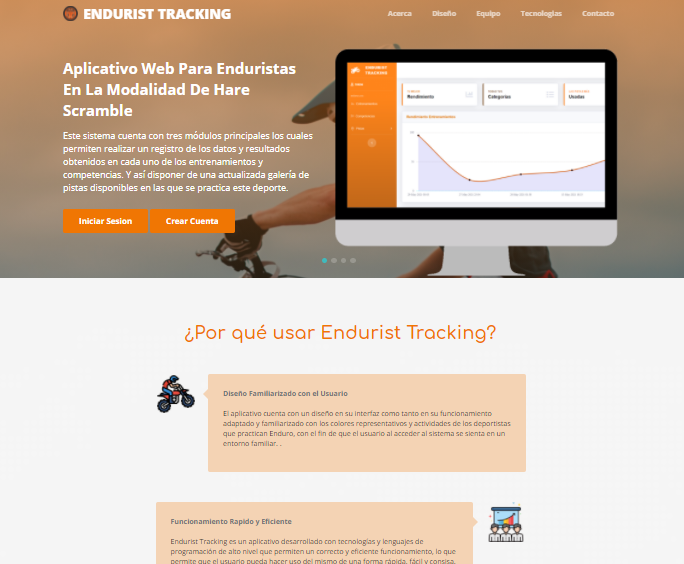 ENDURIST TRACKING
Acerca Diseño Equipo Tecnologías Contacto
Aplicativo Web Para Enduristas
En La Modalidad De Hare
Scramble
Este sistema cuenta con tres módulos principales los cuales
permiten realizar un registro de los datos y resultados
obtenidos en cada uno de los entrenamientos y
competencias. Y así disponer de una actualizada galería de
pistas disponibles en las que se practica este deporte.
Iniciar Sesion Crear Cuenta
ENDURIST
TRACKING
Rendimiento
Categorias
Usadas
Rendimiento Entrenamientos
¿Por qué usar Endurist Tracking?
Diseño Familiarizado con el Usuario
El aplicativo cuenta con un diseño en su interfaz como tanto en su funcionamiento
adaptado y familiarizado con los colores representativos y actividades de los deportistas
que practican Enduro, con el fin de que el usuario al acceder al sistema se sienta en un
entorno familiar. .
Funcionamiento Rapido y Eficiente
Endurist Tracking es un aplicativo desarrollado con tecnologías y lenguajes de
programación de alto nivel que permiten un correcto y eficiente funcionamiento, lo que
permite que el usuario pueda hacer uso del mismo de una forma rápida, fácil y consisa.